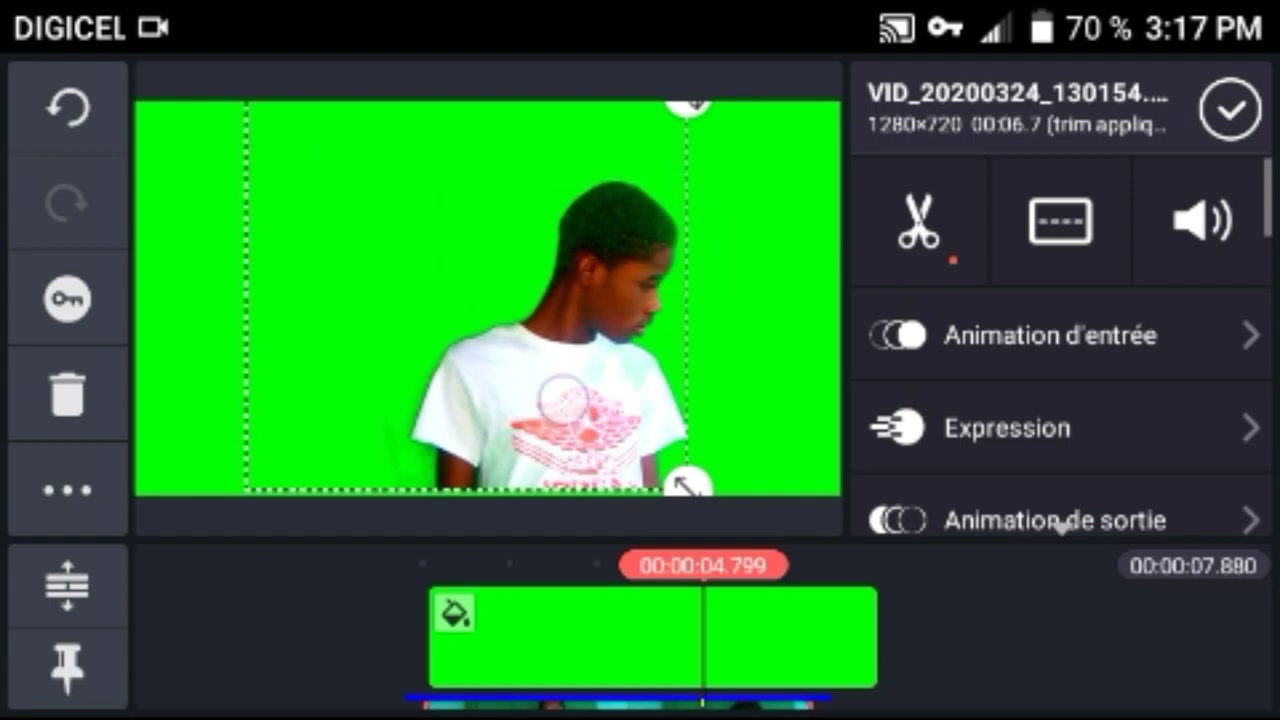 DIGICEL 70 % 3:17 PM
VID_20200324_130154....
1280×720 00:06.7 (trim appliq...
Animation d'entrée
Expression
Animation de sortie
00:00:04.799
00:00:07.880